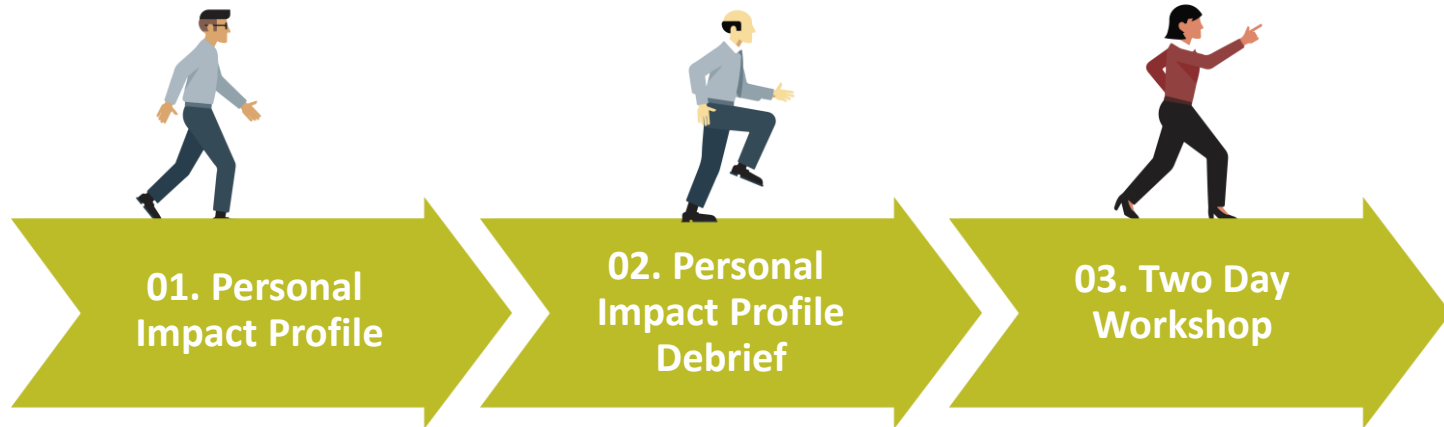 01. Personal
Impact Profile
02. Personal
Impact Profile
Debrief
03. Two Day
Workshop